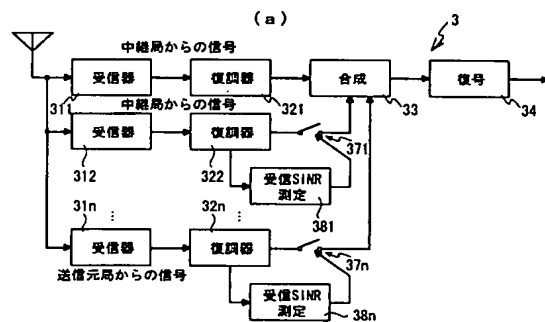 (a)
3
中継局からの信号
受信器
復調器
合成
復号
311
321
33
34
中継局からの信号
受信器
復調器
371
312
322
受信SINR
測定
381
31n
32n
受信器
復調器
37n
送信元局からの信号
受信SINR
測定
38n